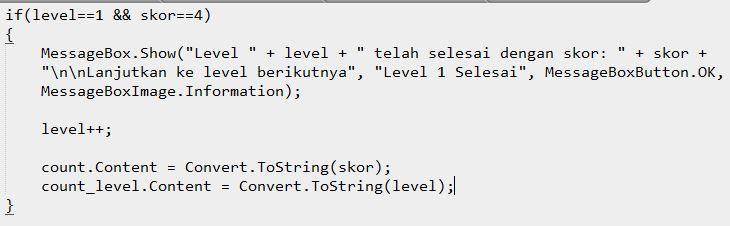 if(level==1 && skor==4)
{
MessageBox.Show("Level " + level + " telah selesai dengan skor: " + skor +
"\n\nLanjutkan ke level berikutnya", "Level 1 Selesai", MessageBoxButton.OK,
MessageBoxImage.Information);
level++;
count.Content = Convert.ToString(skor);
count_level.Content = Convert.ToString(level);
}